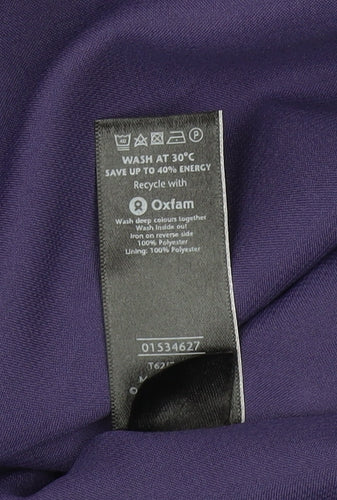 40 P
WASH AT 30°C
SAVE UP TO 40% ENERGY
Recycle with
Oxfam
Wash deep colours together
Wash Inside out
Iron on reverse side
100% Polyester
Lining: 100% Polyester
01534627